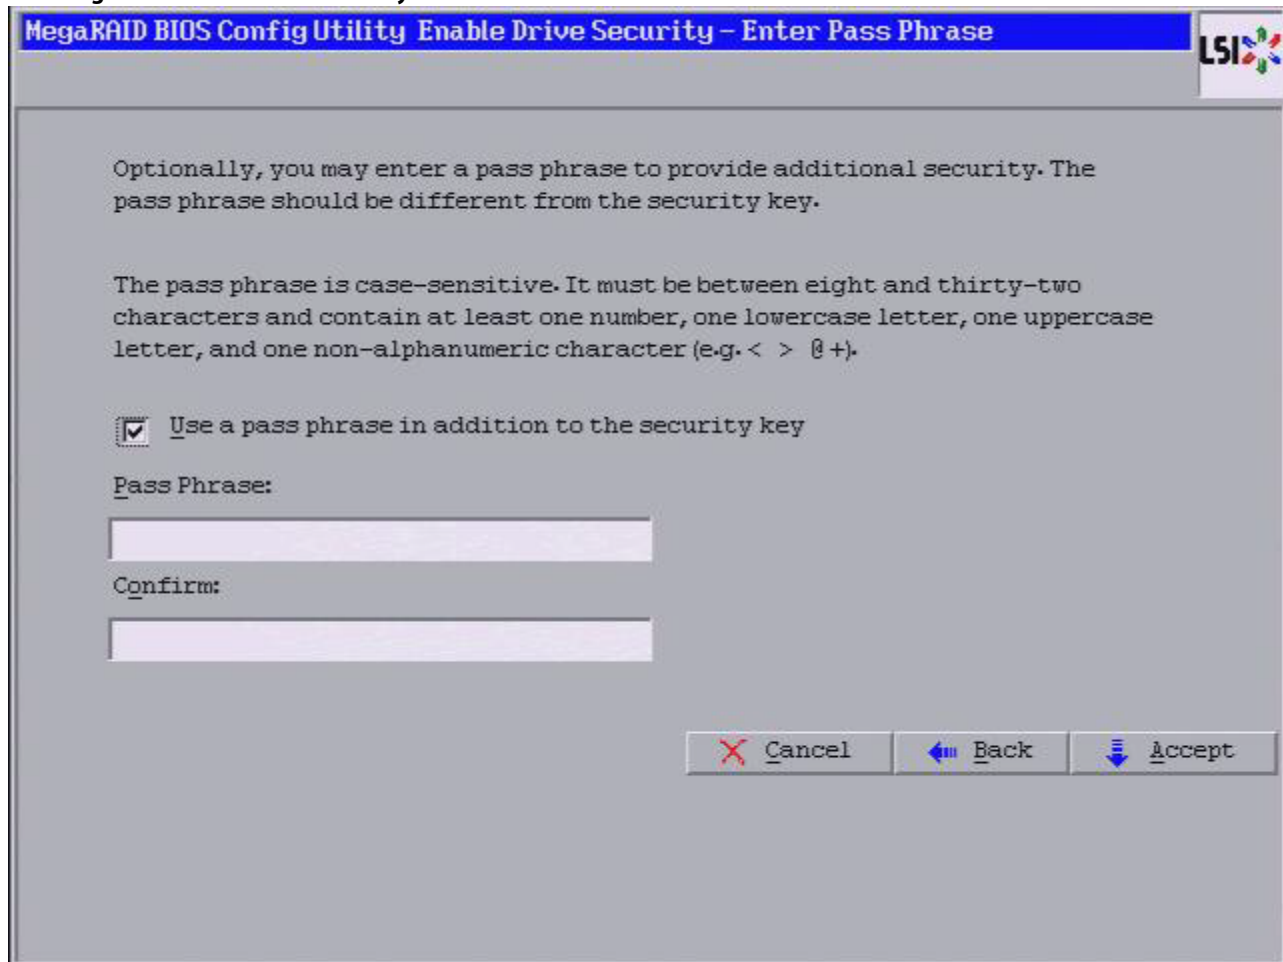 MegaRAID BIOS Config Utility Enable Drive Security – Enter Pass Phrase
LSI
Optionally, you may enter a pass phrase to provide additional security. The
pass phrase should be different from the security key.
The pass phrase is case-sensitive. It must be between eight and thirty-two
characters and contain at least one number, one lowercase letter, one uppercase
letter, and one non-alphanumeric character (e.g. < > @ +).
Use a pass phrase in addition to the security key
Pass Phrase:
Confirm:
Cancel
Back
Accept